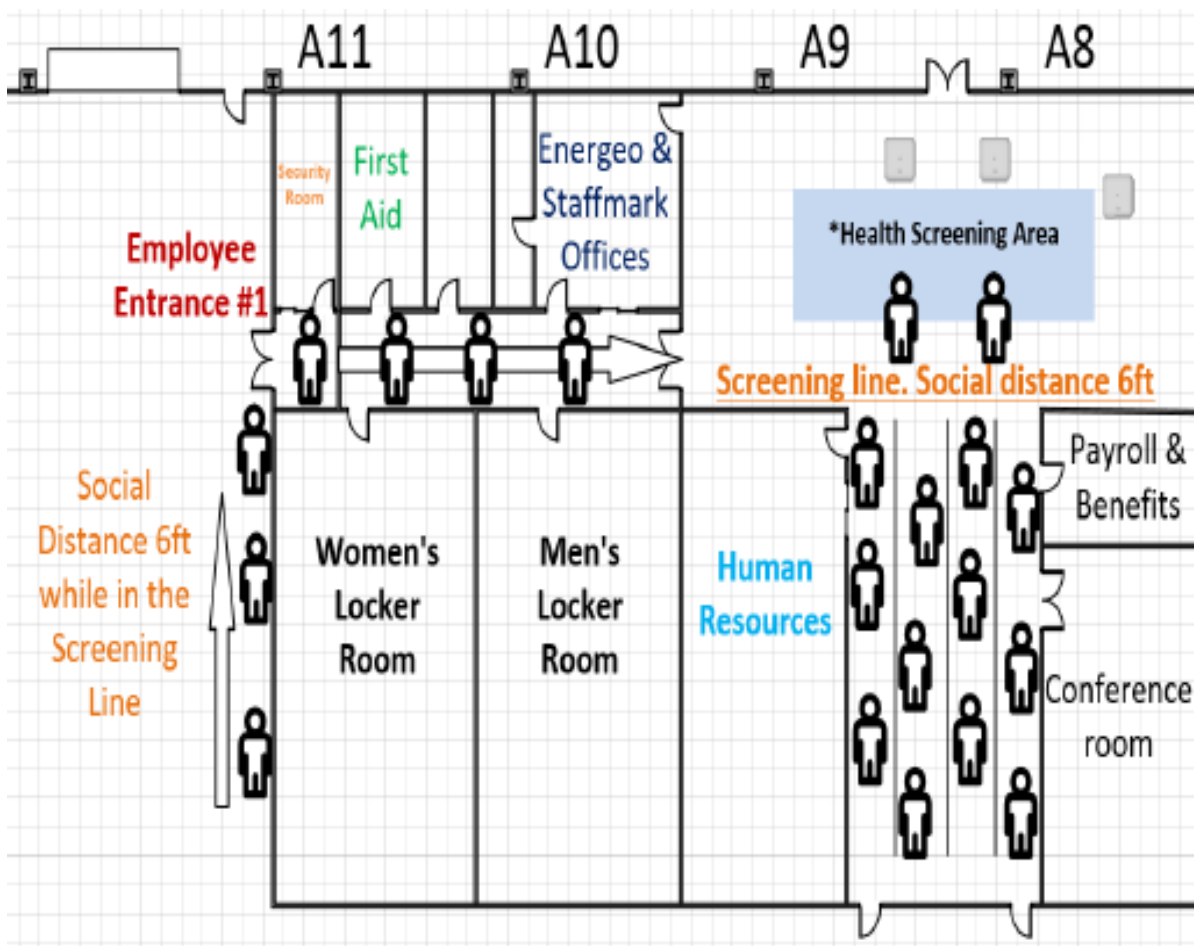 A11
A10
A9
A8
Security
Room
First
Aid
Energeo &
Staffmark
Offices
*Health Screening Area
Employee
Entrance #1
Screening line. Social distance 6ft
Social
Distance 6ft
while in the
Screening
Line
Women's
Locker
Room
Men's
Locker
Room
Human
Resources
Payroll &
Benefits
Conference
room